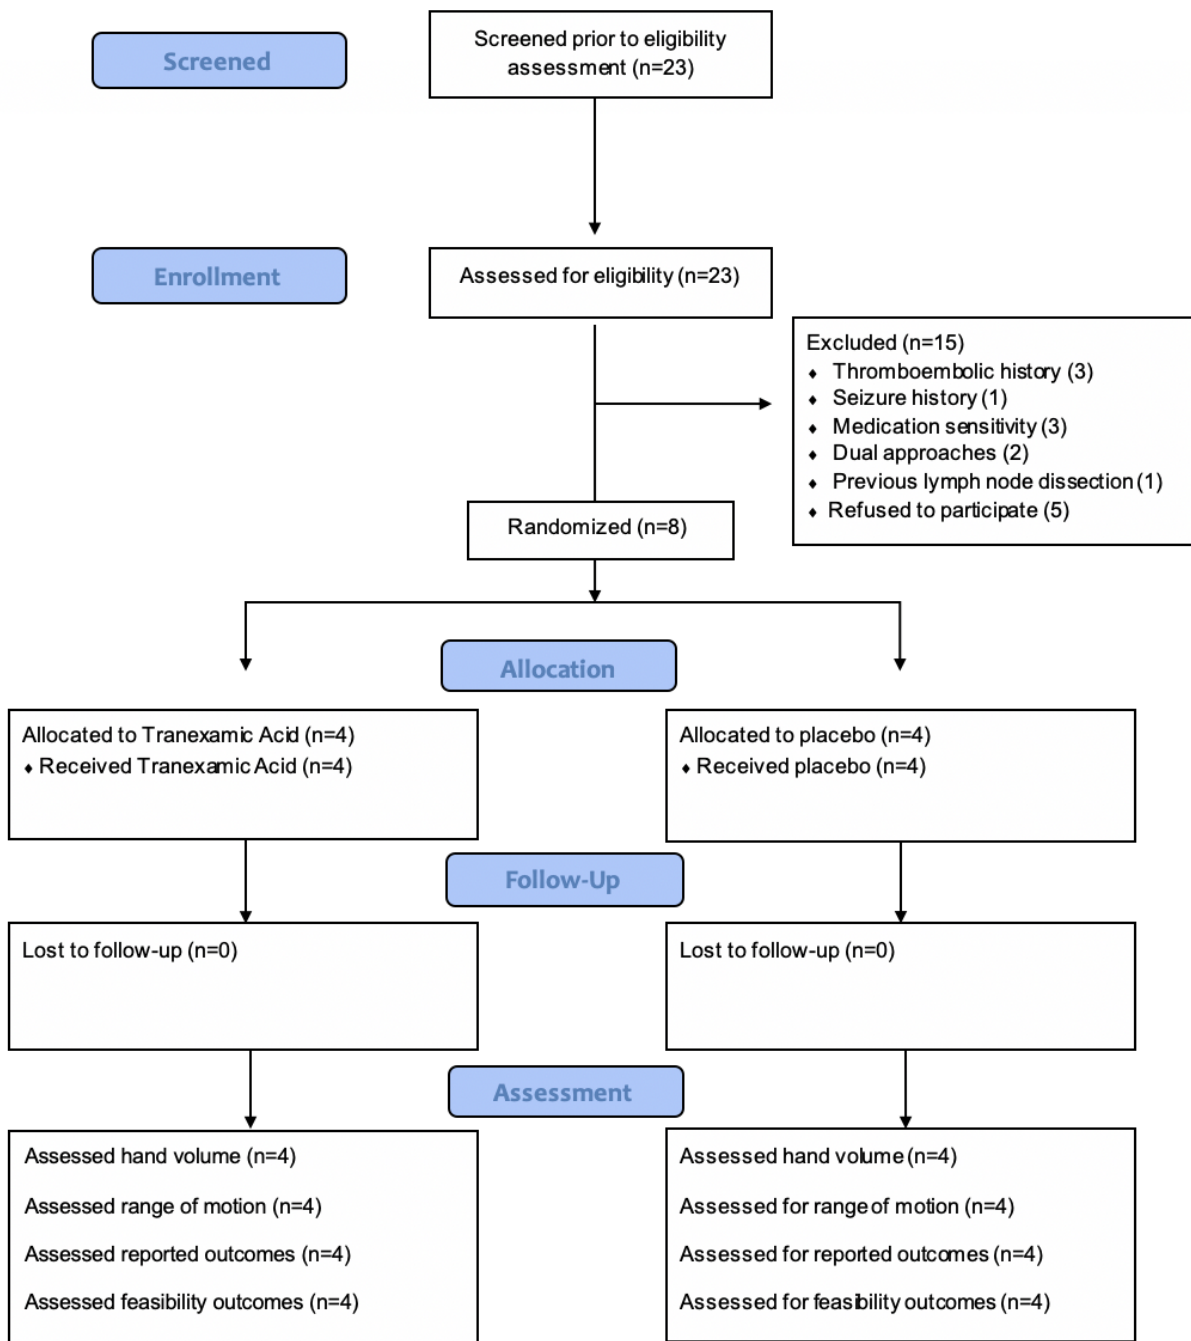 Screened
Screened prior to eligibility
assessment (n=23)
Enrollment
Assessed for eligibility (n=23)
Excluded (n=15)
♦ Thromboembolic history (3)
♦ Seizure history (1)
♦ Medication sensitivity (3)
♦ Dual approaches (2)
♦ Previous lymph node dissection (1)
♦ Refused to participate (5)
Randomized (n=8)
Allocation
Allocated to Tranexamic Acid (n=4)
♦ Received Tranexamic Acid (n=4)
Allocated to placebo (n=4)
♦ Received placebo (n=4)
Follow-Up
Lost to follow-up (n=0)
Lost to follow-up (n=0)
Assessment
Assessed hand volume (n=4)
Assessed range of motion (n=4)
Assessed reported outcomes (n=4)
Assessed feasibility outcomes (n=4)
Assessed hand volume (n=4)
Assessed for range of motion (n=4)
Assessed for reported outcomes (n=4)
Assessed for feasibility outcomes (n=4)